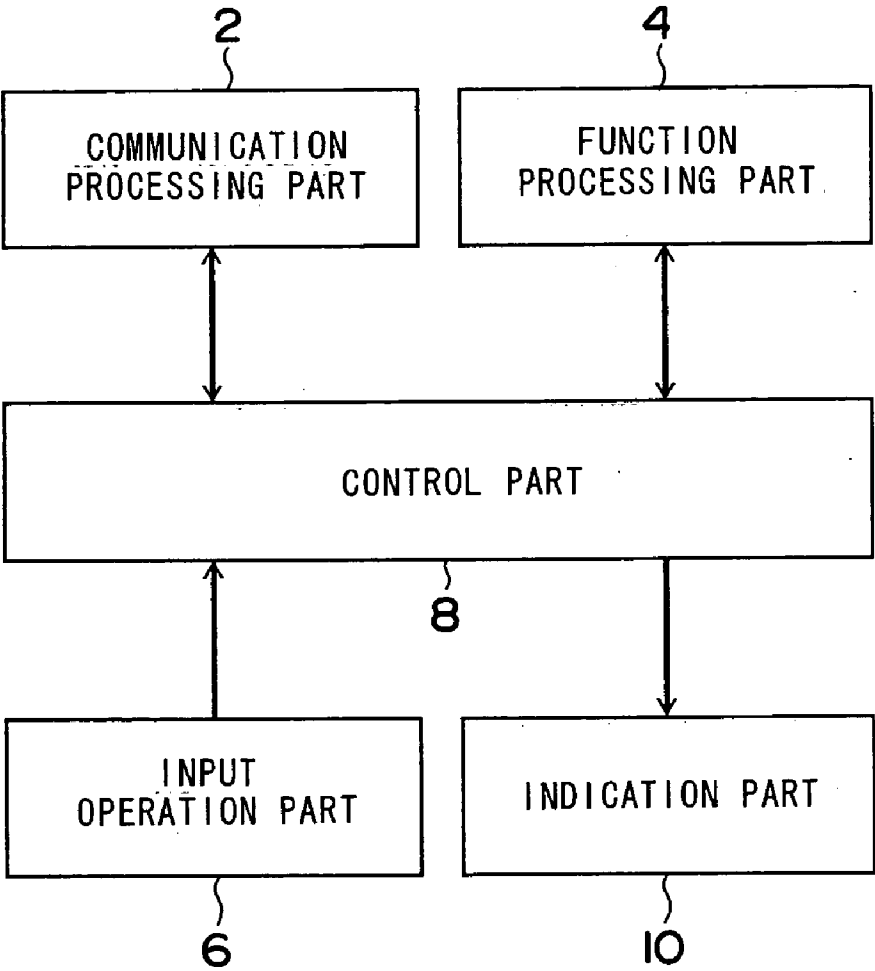 2
4
COMMUNICATION
PROCESSING PART
FUNCTION
PROCESSING PART
CONTROL PART
8
INPUT
OPERATION PART
INDICATION PART
6
10